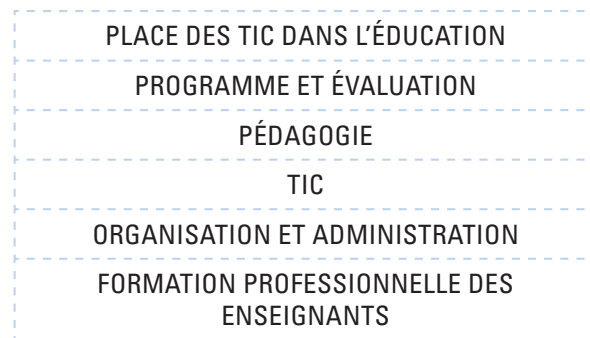 PLACE DES TIC DANS L’ÉDUCATION
PROGRAMME ET ÉVALUATION
PÉDAGOGIE
TIC
ORGANISATION ET ADMINISTRATION
FORMATION PROFESSIONNELLE DES
ENSEIGNANTS